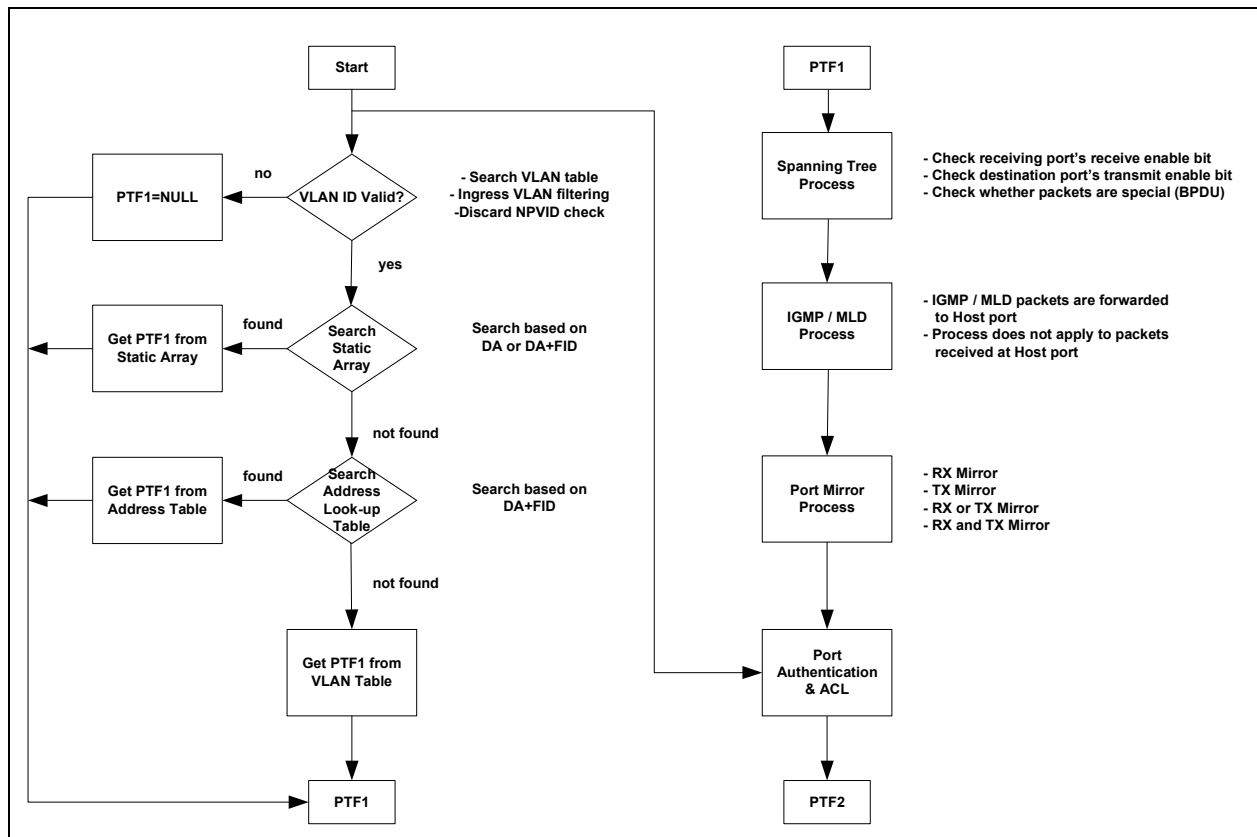 Start
no
VLAN ID Valid?
PTF1=NULL
- Search VLAN table
- Ingress VLAN filtering
-Discard NPVID check
yes
found
Search
Static
Array
Get PTF1 from
Static Array
Search based on
DA or DA+FID
not found
found
Search
Address
Look-up
Table
Get PTF1 from
Address Table
Search based on
DA+FID
not found
Get PTF1 from
VLAN Table
PTF1
PTF1
Spanning Tree
Process
- Check receiving port’s receive enable bit
- Check destination port’s transmit enable bit
- Check whether packets are special (BPDU)
IGMP / MLD
Process
- IGMP / MLD packets are forwarded
to Host port
- Process does not apply to packets
received at Host port
Port Mirror
Process
- RX Mirror
- TX Mirror
- RX or TX Mirror
- RX and TX Mirror
Port
Authentication
& ACL
PTF2